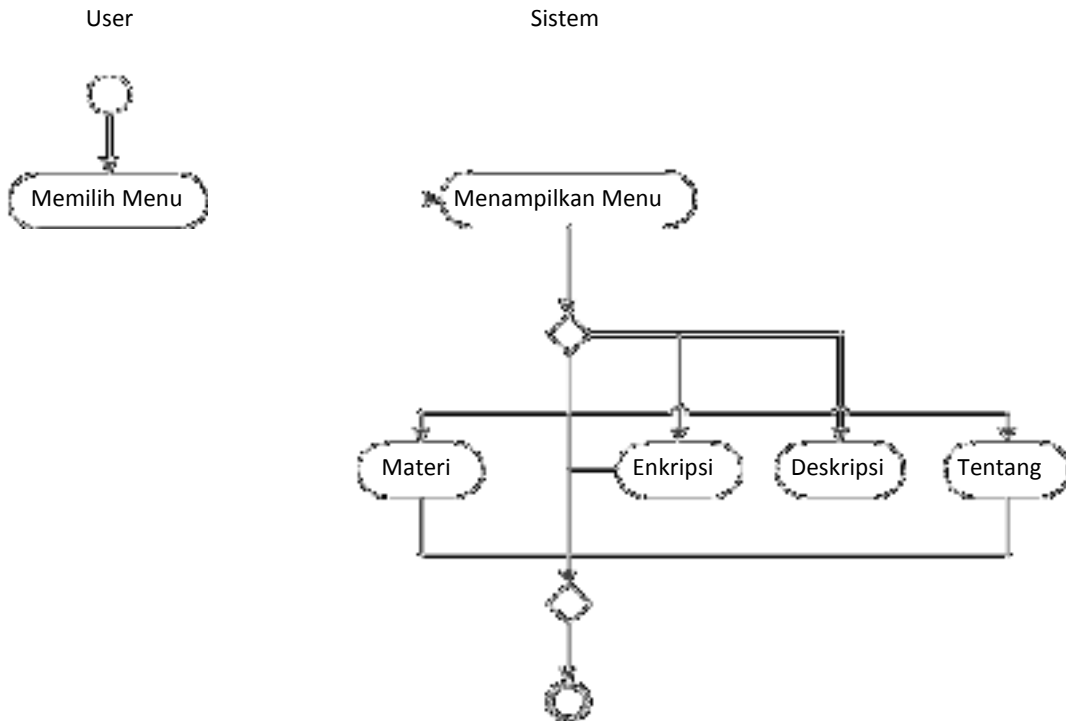 User
Sistem
Memilih Menu
Menampilkan Menu
Materi
Enkripsi
Deskripsi
Tentang